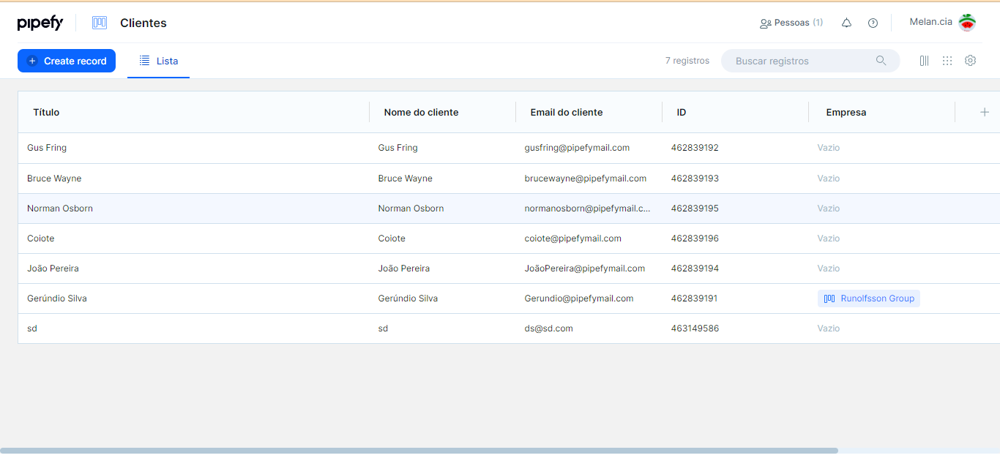 pipefy Clientes Pessoas (1) Melan.cia
Create record Lista 7 registros Buscar registros
Título Nome do cliente Email do cliente ID Empresa
Gus Fring Gus Fring gusfring@pipefymail.com 462839192 Vazio
Bruce Wayne Bruce Wayne brucewayne@pipefymail.com 462839193 Vazio
Norman Osborn Norman Osborn normanosborn@pipefymail.c... 462839195 Vazio
Coiote Coiote coiote@pipefymail.com 462839196 Vazio
João Pereira João Pereira JoãoPereira@pipefymail.com 462839194 Vazio
Gerúndio Silva Gerúndio Silva Gerundio@pipefymail.com 462839191 Runolfsson Group
sd sd ds@sd.com 463149586 Vazio